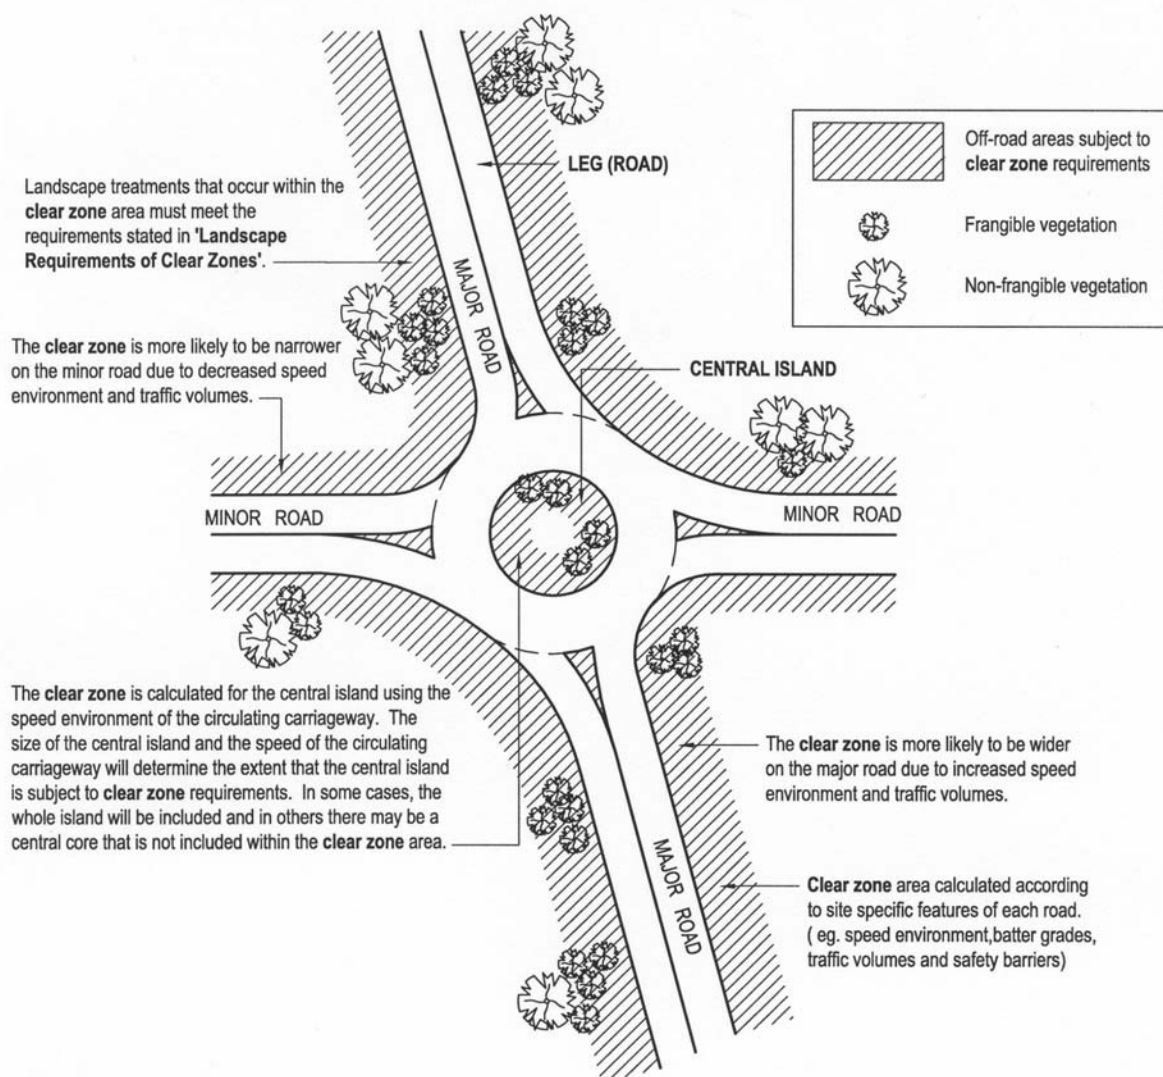 Off-road areas subject to
clear zone requirements
Frangible vegetation
Non-frangible vegetation
LEG (ROAD)
Landscape treatments that occur within the
clear zone area must meet the
requirements stated in 'Landscape
Requirements of Clear Zones'.
MAJOR ROAD
The clear zone is more likely to be narrower
on the minor road due to decreased speed
environment and traffic volumes.
CENTRAL ISLAND
MINOR ROAD
MINOR ROAD
The clear zone is calculated for the central island using the
speed environment of the circulating carriageway. The
size of the central island and the speed of the circulating
carriageway will determine the extent that the central island
is subject to clear zone requirements. In some cases, the
whole island will be included and in others there may be a
central core that is not included within the clear zone area.
The clear zone is more likely to be wider
on the major road due to increased speed
environment and traffic volumes.
MAJOR ROAD
Clear zone area calculated according
to site specific features of each road.
( eg. speed environment,batter grades,
traffic volumes and safety barriers)